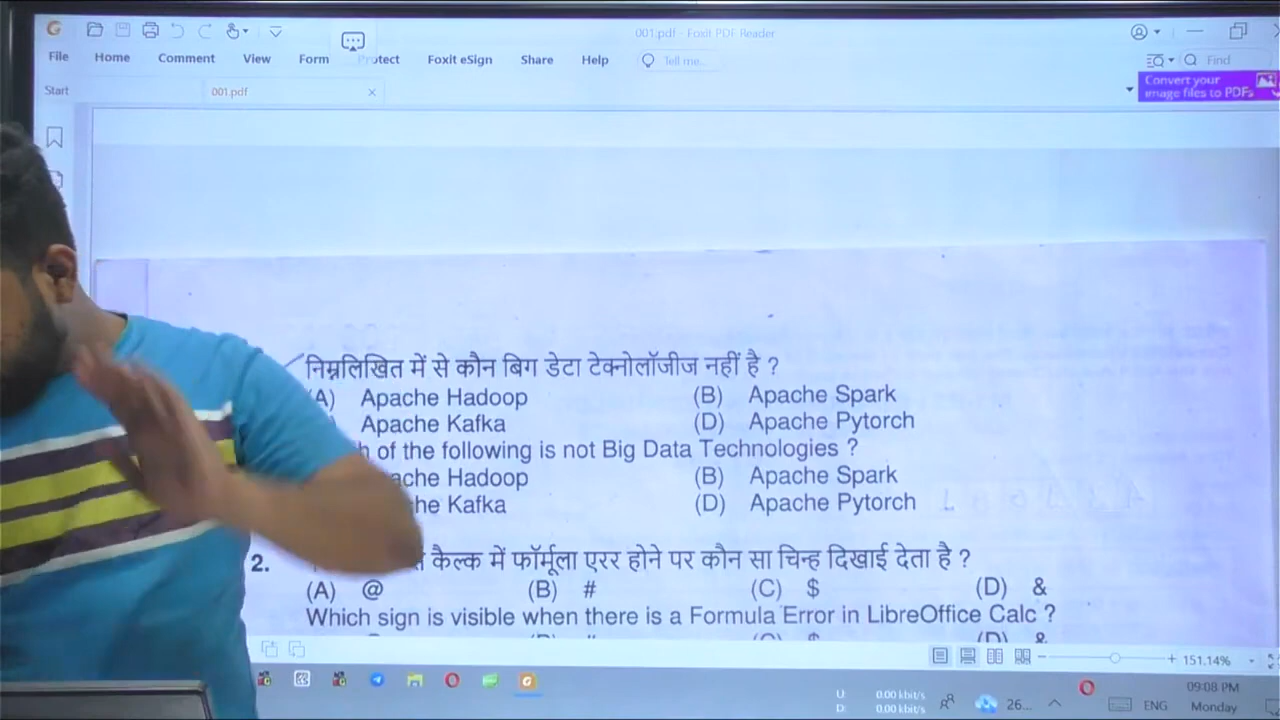 001.pdf - Foxit PDF Reader
File Home Comment View Form Protect Foxit eSign Share Help Tell me... Find
Start 001.pdf
Convert your
image files to PDFs
निम्नलिखित में से कौन बिग डेटा टेक्नोलॉजीज नहीं है ?
A) Apache Hadoop (B) Apache Spark
Apache Kafka (D) Apache Pytorch
of the following is not Big Data Technologies ?
Hadoop (B) Apache Spark
Kafka (D) Apache Pytorch
2. कैल्क में फॉर्मूला एरर होने पर कौन सा चिन्ह दिखाई देता है ?
(A) @ (B) # (C) $ (D) &
Which sign is visible when there is a Formula Error in LibreOffice Calc ?
151.14%
U: 0.00 kbit/s
D: 0.00 kbit/s
26...
ENG
09:08 PM
Monday